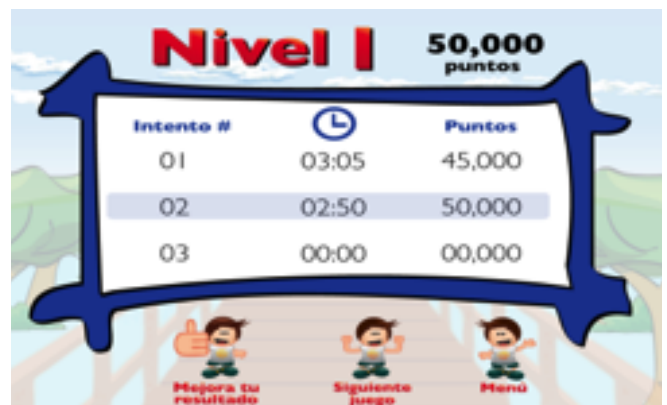 Nivel 1
50,000
puntos
Intento # Puntos
01 03:05 45,000
02 02:50 50,000
03 00:00 00,000
Mejora tu
resultado
Siguiente
juego
Menú